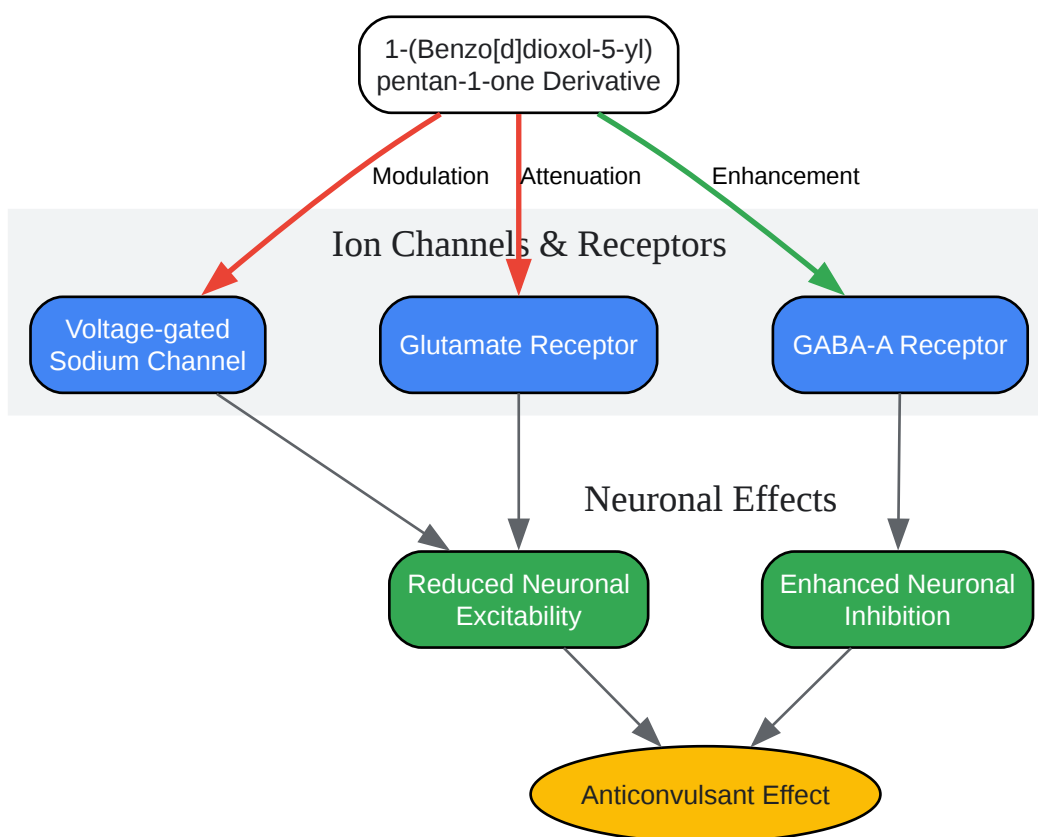 1-(Benzo[d]dioxol-5-yl)
pentan-1-one Derivative
Modulation
Attenuation
Enhancement
Ion Channels & Receptors
Voltage-gated
Sodium Channel
Glutamate Receptor
GABA-A Receptor
Neuronal Effects
Reduced Neuronal
Excitability
Enhanced Neuronal
Inhibition
Anticonvulsant Effect